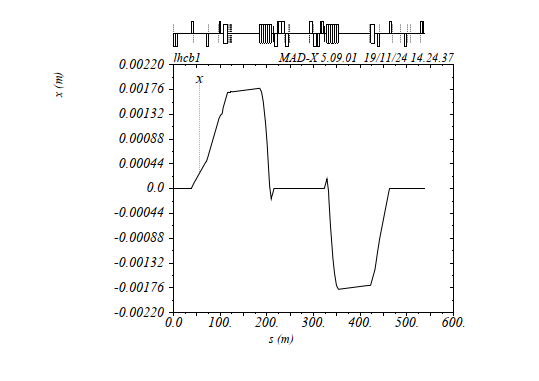 lhcb1 MAD-X 5.09.01 19/11/24 14.24.37
x (m)
0.00220
0.00176
0.00132
0.00088
0.00044
0.0
-0.00044
-0.00088
-0.00132
-0.00176
-0.00220
x
0.0 100. 200. 300. 400. 500. 600.
s (m)